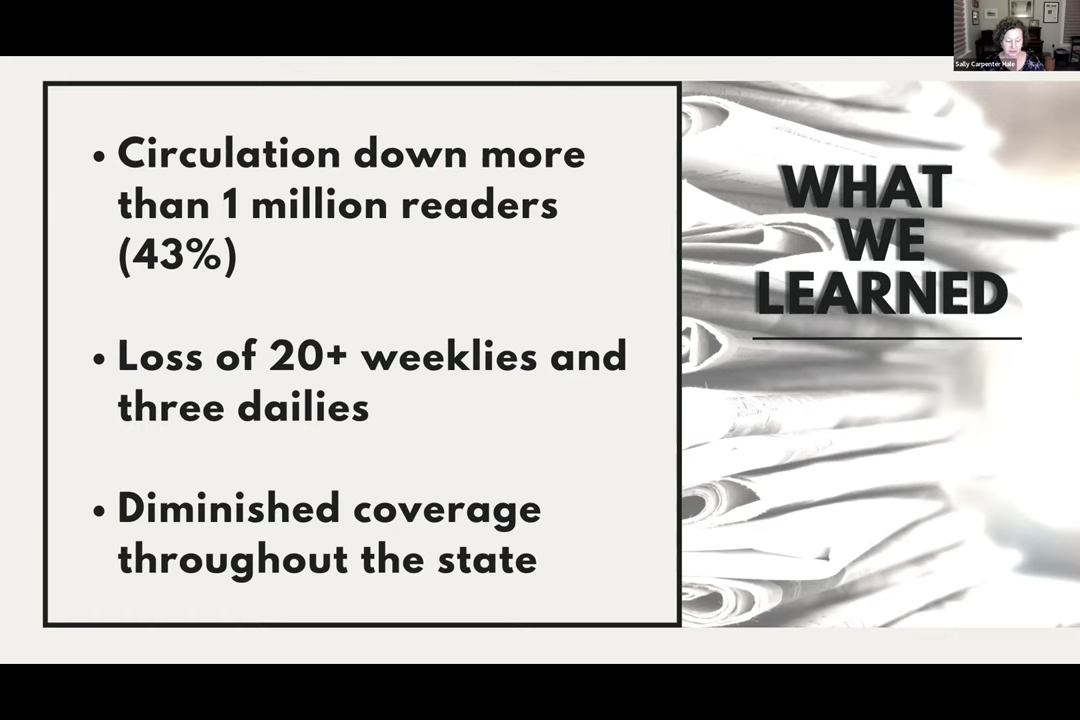 Sally Carpenter Hale
• Circulation down more
than 1 million readers
(43%)
• Loss of 20+ weeklies and
three dailies
• Diminished coverage
throughout the state
WHAT
WE
LEARNED